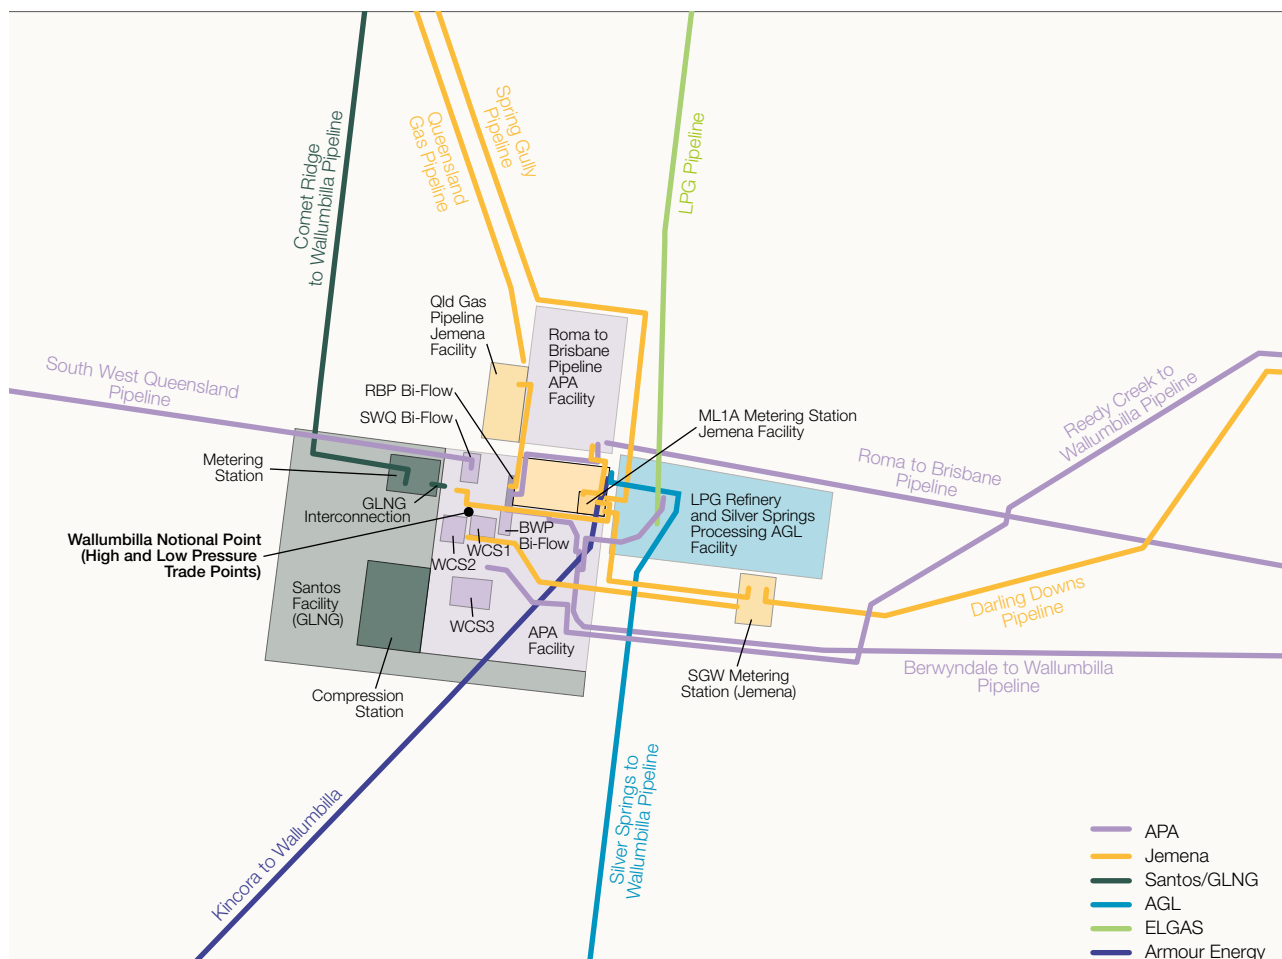 Comet Ridge
to Wallumbilla Pipeline
Queensland
Gas Pipeline
Spring Gully
Pipeline
LPG Pipeline
Qld Gas
Pipeline
Jemena
Facility
Roma to
Brisbane
Pipeline
APA
Facility
South West Queensland
Pipeline
RBP Bi-Flow
SWQ Bi-Flow
ML1A Metering Station
Jemena Facility
Reedy Creek to
Wallumbilla Pipeline
Roma to Brisbane
Pipeline
Metering
Station
GLNG
Interconnection
LPG Refinery
and Silver Springs
Processing AGL
Facility
Wallumbilla Notional Point
(High and Low Pressure
Trade Points)
BWP
Bi-Flow
WCS1
WCS2
WCS3
Santos
Facility
(GLNG)
APA
Facility
Darling Downs
Pipeline
SGW Metering
Station (Jemena)
Berwyndale to Wallumbilla
Pipeline
Compression
Station
Kincora to Wallumbilla
Silver Springs to
Wallumbilla Pipeline
APA
Jemena
Santos/GLNG
AGL
ELGAS
Armour Energy